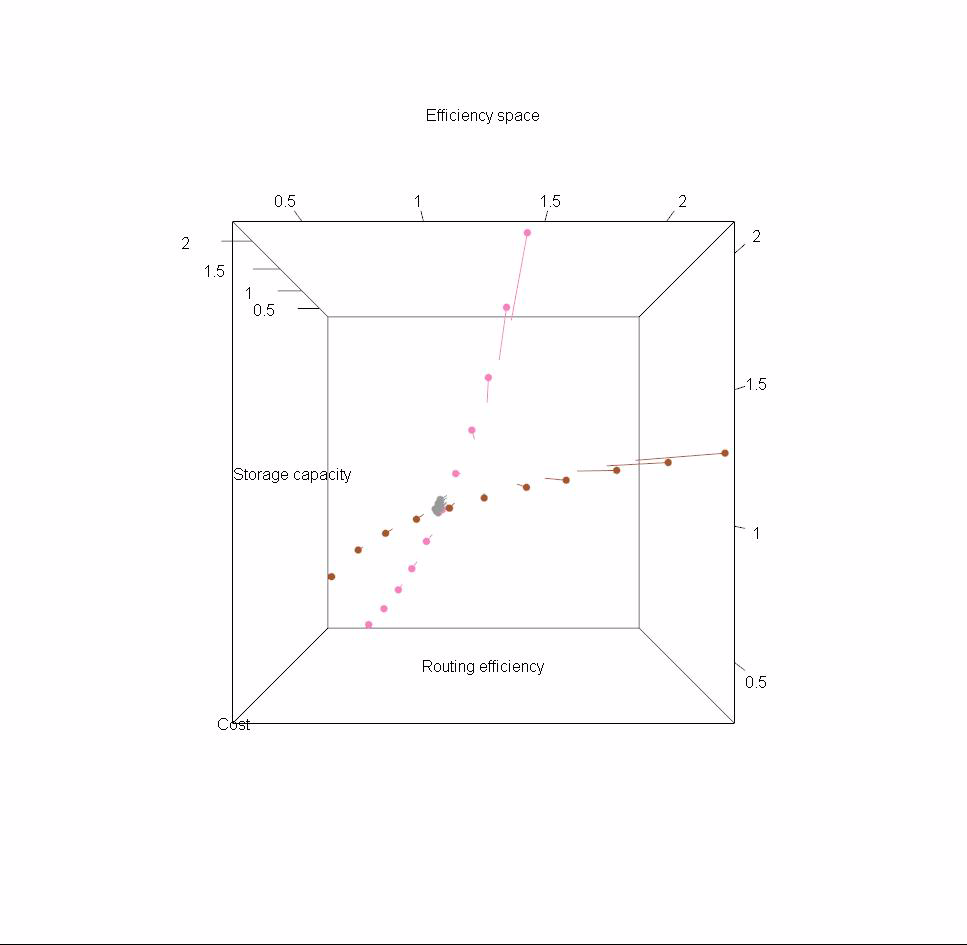 Efficiency space
0.5 1 1.5 2
2
2
1.5
1
0.5
1.5
Storage capacity
1
Routing efficiency
0.5
Cost